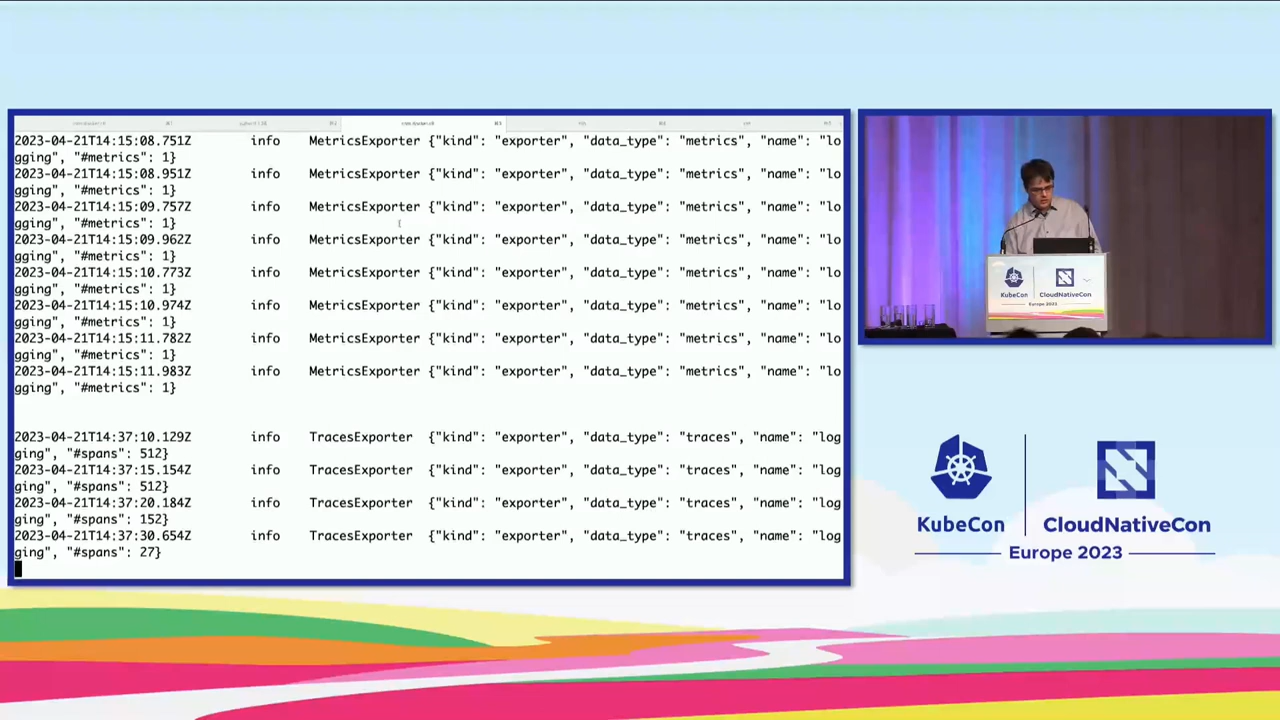 2023-04-21T14:15:08.751Z info MetricsExporter {"kind": "exporter", "data_type": "metrics", "name": "lo
gging", "#metrics": 1}
2023-04-21T14:15:08.951Z info MetricsExporter {"kind": "exporter", "data_type": "metrics", "name": "lo
gging", "#metrics": 1}
2023-04-21T14:15:09.757Z info MetricsExporter {"kind": "exporter", "data_type": "metrics", "name": "lo
gging", "#metrics": 1}
2023-04-21T14:15:09.962Z info MetricsExporter {"kind": "exporter", "data_type": "metrics", "name": "lo
gging", "#metrics": 1}
2023-04-21T14:15:10.773Z info MetricsExporter {"kind": "exporter", "data_type": "metrics", "name": "lo
gging", "#metrics": 1}
2023-04-21T14:15:10.974Z info MetricsExporter {"kind": "exporter", "data_type": "metrics", "name": "lo
gging", "#metrics": 1}
2023-04-21T14:15:11.782Z info MetricsExporter {"kind": "exporter", "data_type": "metrics", "name": "lo
gging", "#metrics": 1}
2023-04-21T14:15:11.983Z info MetricsExporter {"kind": "exporter", "data_type": "metrics", "name": "lo
gging", "#metrics": 1}
2023-04-21T14:37:10.129Z info TracesExporter {"kind": "exporter", "data_type": "traces", "name": "log
ging", "#spans": 512}
2023-04-21T14:37:15.154Z info TracesExporter {"kind": "exporter", "data_type": "traces", "name": "log
ging", "#spans": 512}
2023-04-21T14:37:20.184Z info TracesExporter {"kind": "exporter", "data_type": "traces", "name": "log
ging", "#spans": 152}
2023-04-21T14:37:30.654Z info TracesExporter {"kind": "exporter", "data_type": "traces", "name": "log
ging", "#spans": 27}
KubeCon CloudNativeCon
Europe 2023
KubeCon CloudNativeCon
Europe 2023